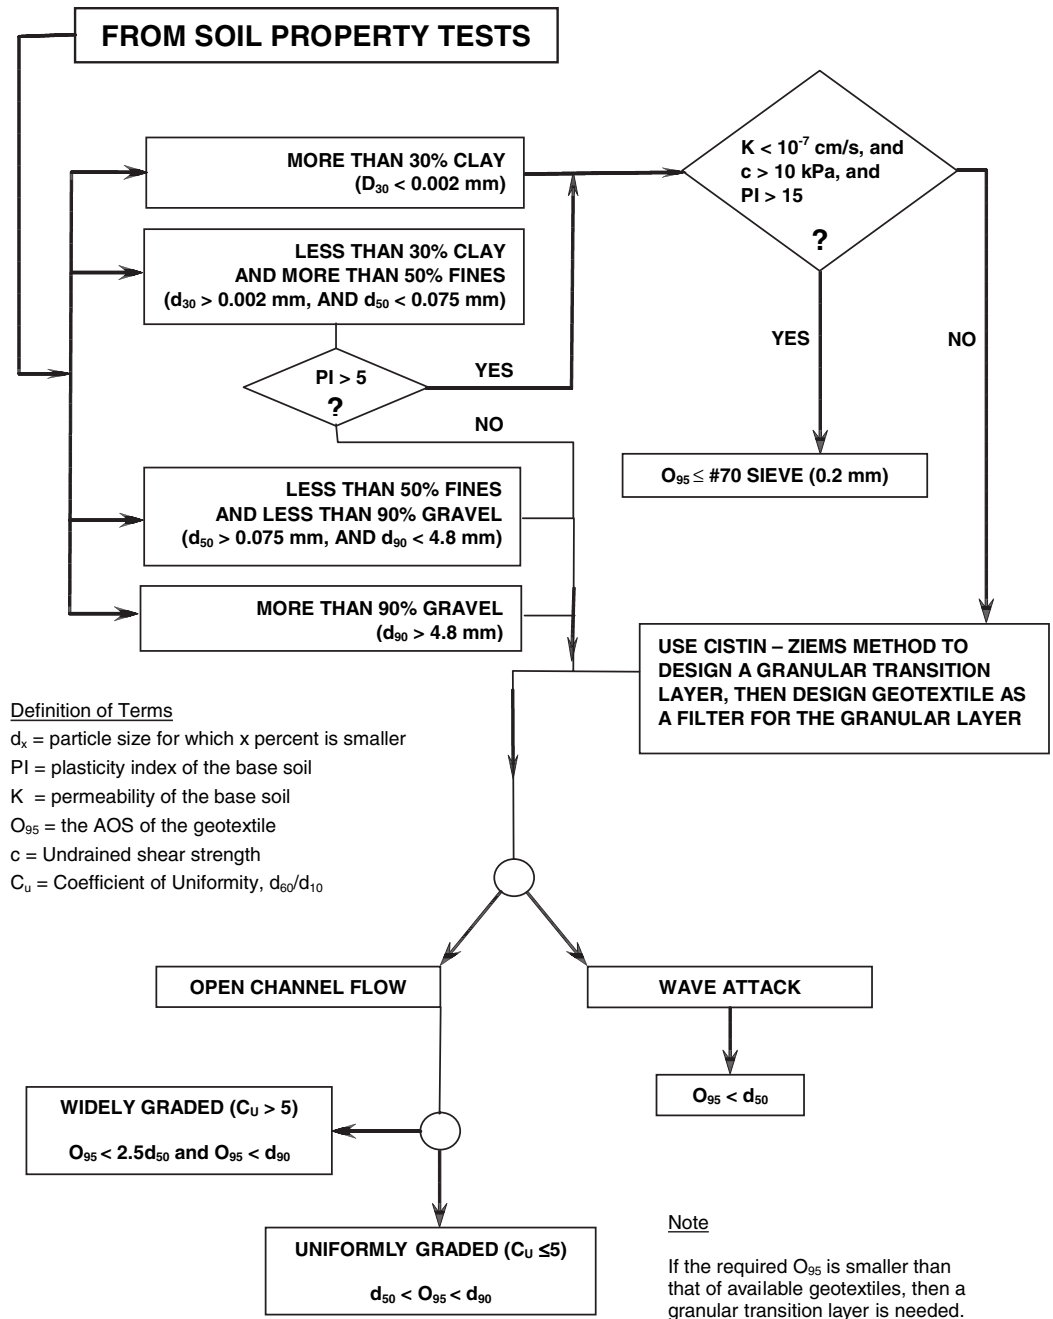 FROM SOIL PROPERTY TESTS
MORE THAN 30% CLAY
(D₃₀ < 0.002 mm)
K < 10⁻⁷ cm/s, and
c > 10 kPa, and
PI > 15
?
LESS THAN 30% CLAY
AND MORE THAN 50% FINES
(d₃₀ > 0.002 mm, AND d₅₀ < 0.075 mm)
YES
NO
PI > 5
?
YES
NO
O₉₅ ≤ #70 SIEVE (0.2 mm)
LESS THAN 50% FINES
AND LESS THAN 90% GRAVEL
(d₅₀ > 0.075 mm, AND d₉₀ < 4.8 mm)
MORE THAN 90% GRAVEL
(d₉₀ > 4.8 mm)
USE CISTIN – ZIEMS METHOD TO
DESIGN A GRANULAR TRANSITION
LAYER, THEN DESIGN GEOTEXTILE AS
A FILTER FOR THE GRANULAR LAYER
Definition of Terms
dₓ = particle size for which x percent is smaller
PI = plasticity index of the base soil
K = permeability of the base soil
O₉₅ = the AOS of the geotextile
c = Undrained shear strength
Cᵤ = Coefficient of Uniformity, d₆₀/d₁₀
OPEN CHANNEL FLOW
WAVE ATTACK
O₉₅ < d₅₀
WIDELY GRADED (C_U > 5)
O₉₅ < 2.5d₅₀ and O₉₅ < d₉₀
UNIFORMLY GRADED (C_U ≤5)
d₅₀ < O₉₅ < d₉₀
Note
If the required O₉₅ is smaller than
that of available geotextiles, then a
granular transition layer is needed.